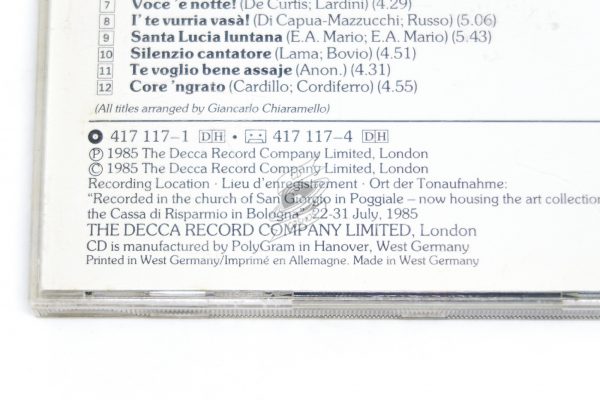 7 Voce 'e notte! (De Curtis; Lardini) (4.29)
8 I' te vurria vasà! (Di Capua-Mazzucchi; Russo) (5.06)
9 Santa Lucia luntana (E.A. Mario; E.A. Mario) (5.43)
10 Silenzio cantatore (Lama; Bovio) (4.51)
11 Te voglio bene assaje (Anon.) (4.31)
12 Core 'ngrato (Cardillo; Cordiferro) (4.55)
(All titles arranged by Giancarlo Chiaramello)
417 117-1 DH • 417 117-4 DH
℗ 1985 The Decca Record Company Limited, London
© 1985 The Decca Record Company Limited, London
Recording Location · Lieu d'enregistrement · Ort der Tonaufnahme:
"Recorded in the church of San Giorgio in Poggiale – now housing the art collection
the Cassa di Risparmio in Bologna, 22-31 July, 1985
THE DECCA RECORD COMPANY LIMITED, London
CD is manufactured by PolyGram in Hanover, West Germany
Printed in West Germany/Imprimé en Allemagne. Made in West Germany